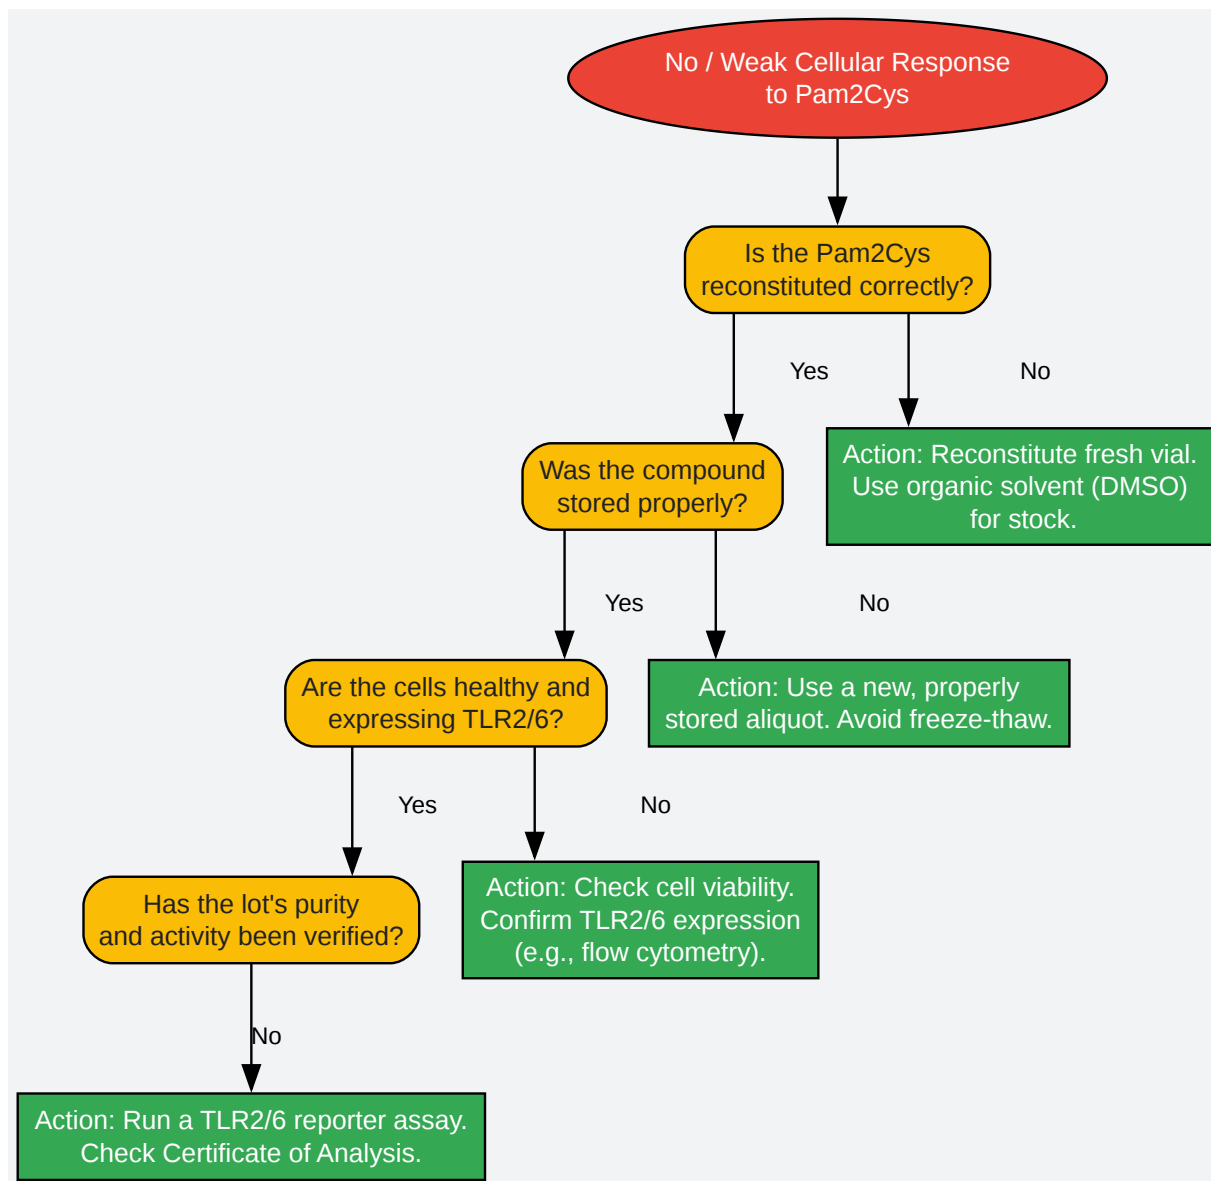 No / Weak Cellular Response
to Pam2Cys
Is the Pam2Cys
reconstituted correctly?
Yes
No
Action: Reconstitute fresh vial.
Use organic solvent (DMSO)
for stock.
Was the compound
stored properly?
Yes
No
Action: Use a new, properly
stored aliquot. Avoid freeze-thaw.
Are the cells healthy and
expressing TLR2/6?
Yes
No
Action: Check cell viability.
Confirm TLR2/6 expression
(e.g., flow cytometry).
Has the lot's purity
and activity been verified?
No
Action: Run a TLR2/6 reporter assay.
Check Certificate of Analysis.